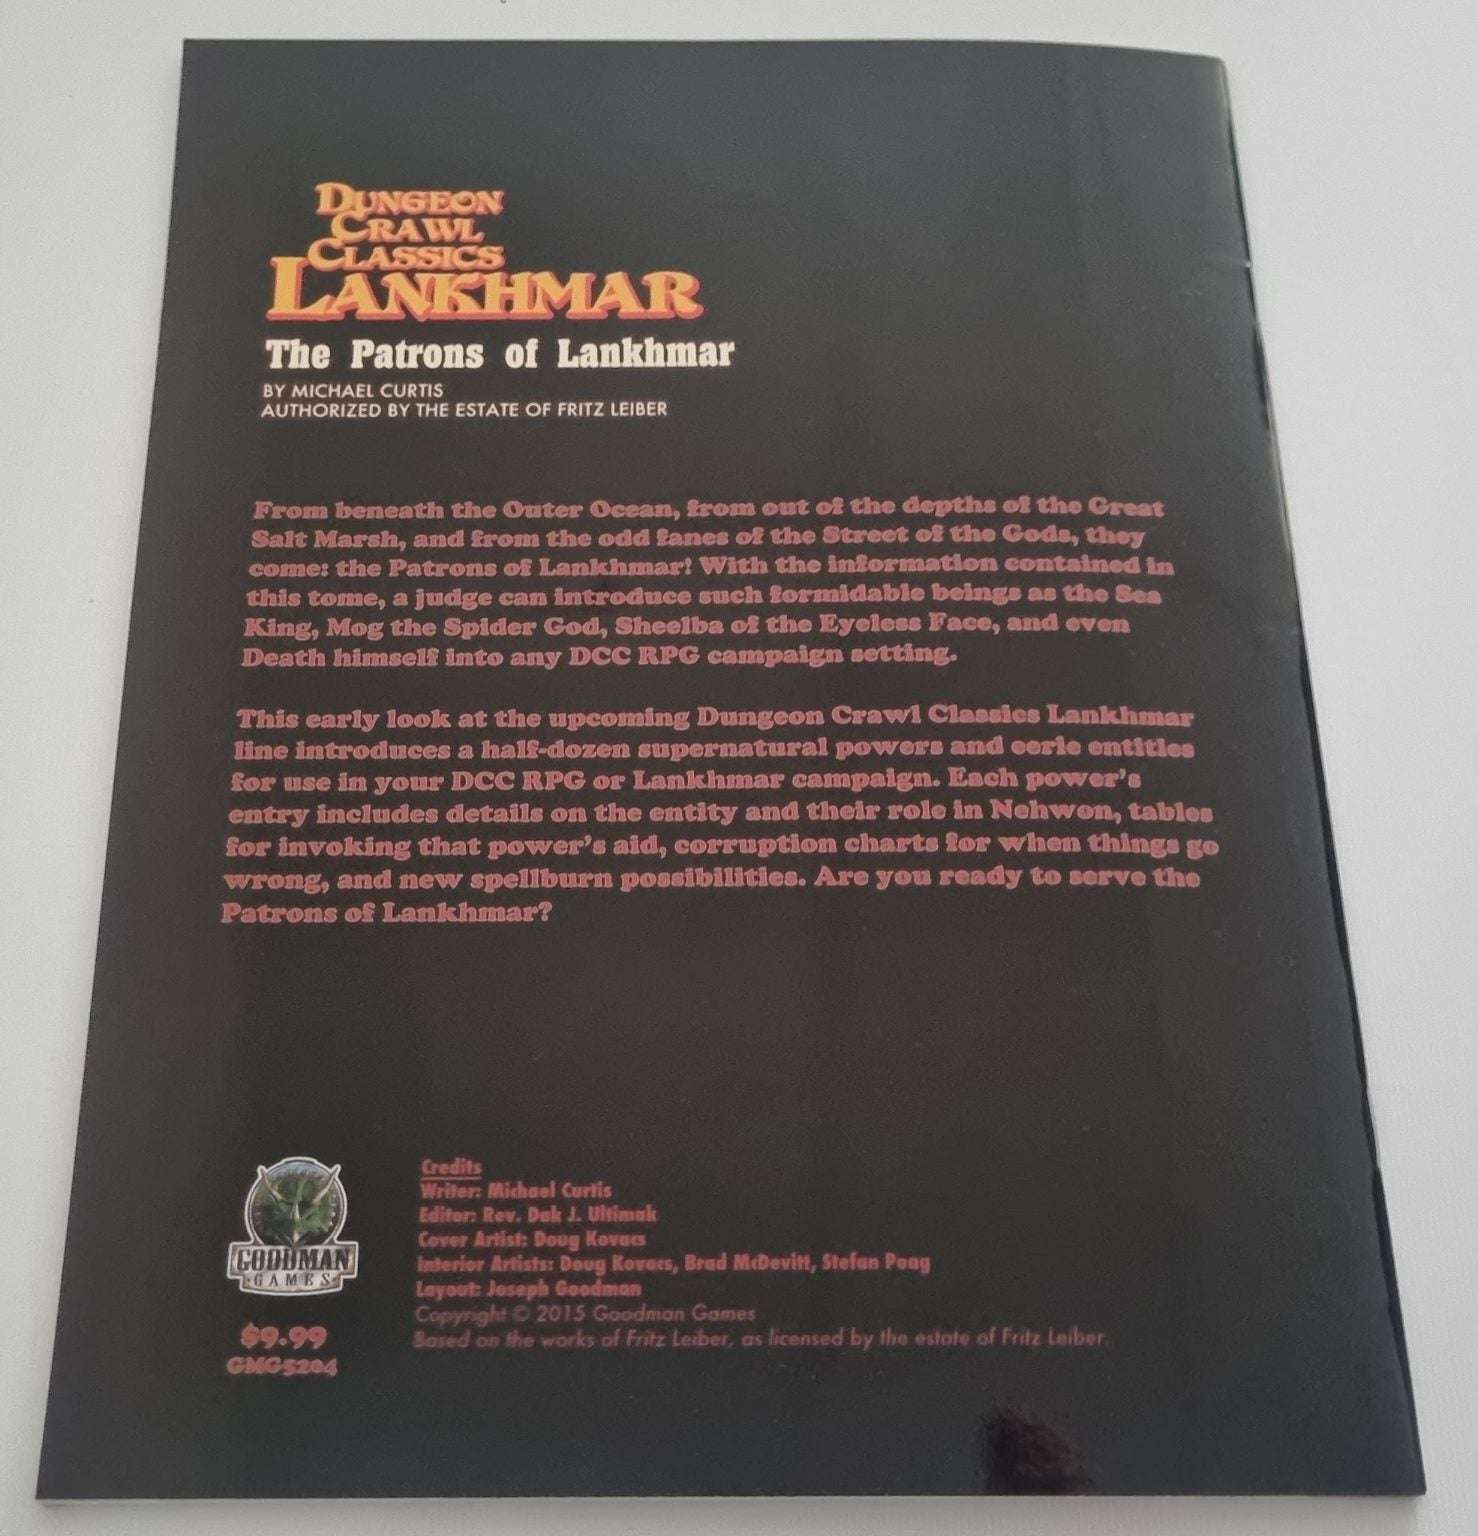 DUNGEON
CRAWL
CLASSICS
LANKHMAR
The Patrons of Lankhmar
BY MICHAEL CURTIS
AUTHORIZED BY THE ESTATE OF FRITZ LEIBER
From beneath the Outer Ocean, from out of the depths of the Great
Salt Marsh, and from the odd fanes of the Street of the Gods, they
come: the Patrons of Lankhmar! With the information contained in
this tome, a judge can introduce such formidable beings as the Sea
King, Mog the Spider God, Sheelba of the Eyeless Face, and even
Death himself into any DCC RPG campaign setting.
This early look at the upcoming Dungeon Crawl Classics Lankhmar
line introduces a half-dozen supernatural powers and eerie entities
for use in your DCC RPG or Lankhmar campaign. Each power's
entry includes details on the entity and their role in Nehwon, tables
for invoking that power's aid, corruption charts for when things go
wrong, and new spellburn possibilities. Are you ready to serve the
Patrons of Lankhmar?
GOODMAN
GAMES
$9.99
GMG5204
Credits
Writer: Michael Curtis
Editor: Rev. Dak J. Ultimak
Cover Artist: Doug Kovacs
Interior Artists: Doug Kovacs, Brad McDevitt, Stefan Poag
Layout: Joseph Goodman
Copyright © 2015 Goodman Games
Based on the works of Fritz Leiber, as licensed by the estate of Fritz Leiber.